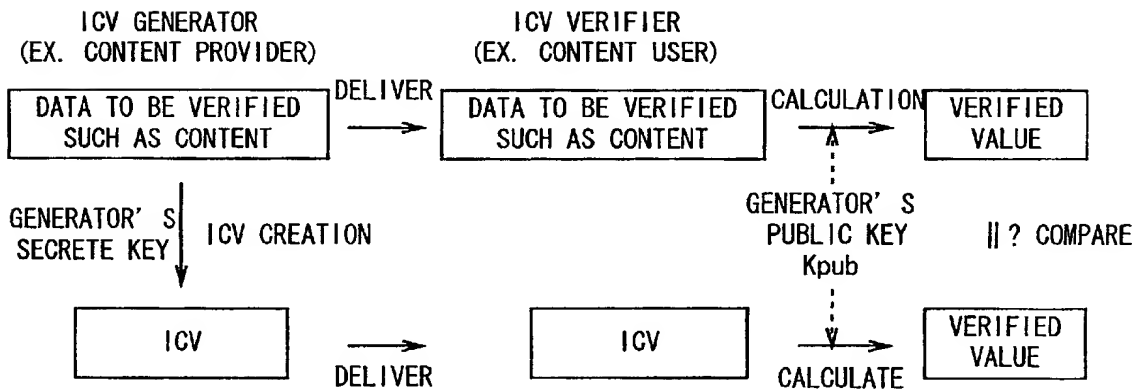 ICV GENERATOR
(EX. CONTENT PROVIDER)
ICV VERIFIER
(EX. CONTENT USER)
DATA TO BE VERIFIED
SUCH AS CONTENT
DELIVER
DATA TO BE VERIFIED
SUCH AS CONTENT
CALCULATION
VERIFIED
VALUE
GENERATOR' S
SECRETE KEY
ICV CREATION
GENERATOR' S
PUBLIC KEY
Kpub
|| ? COMPARE
ICV
DELIVER
ICV
CALCULATE
VERIFIED
VALUE